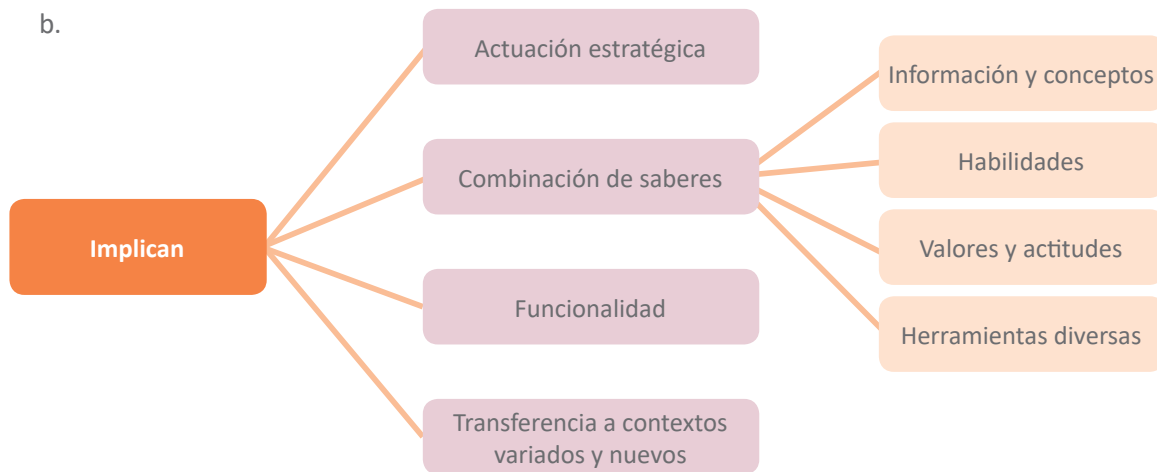 b.
Implican
Actuación estratégica
Combinación de saberes
Funcionalidad
Transferencia a contextos
variados y nuevos
Información y conceptos
Habilidades
Valores y actitudes
Herramientas diversas